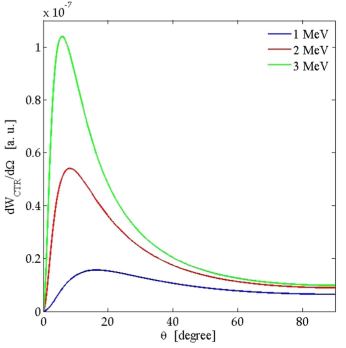 x 10⁻⁷
1 MeV
2 MeV
3 MeV
1
0.8
0.6
0.4
0.2
0
dW_CTR/dΩ [a. u.]
0 20 40 60 80
θ [degree]